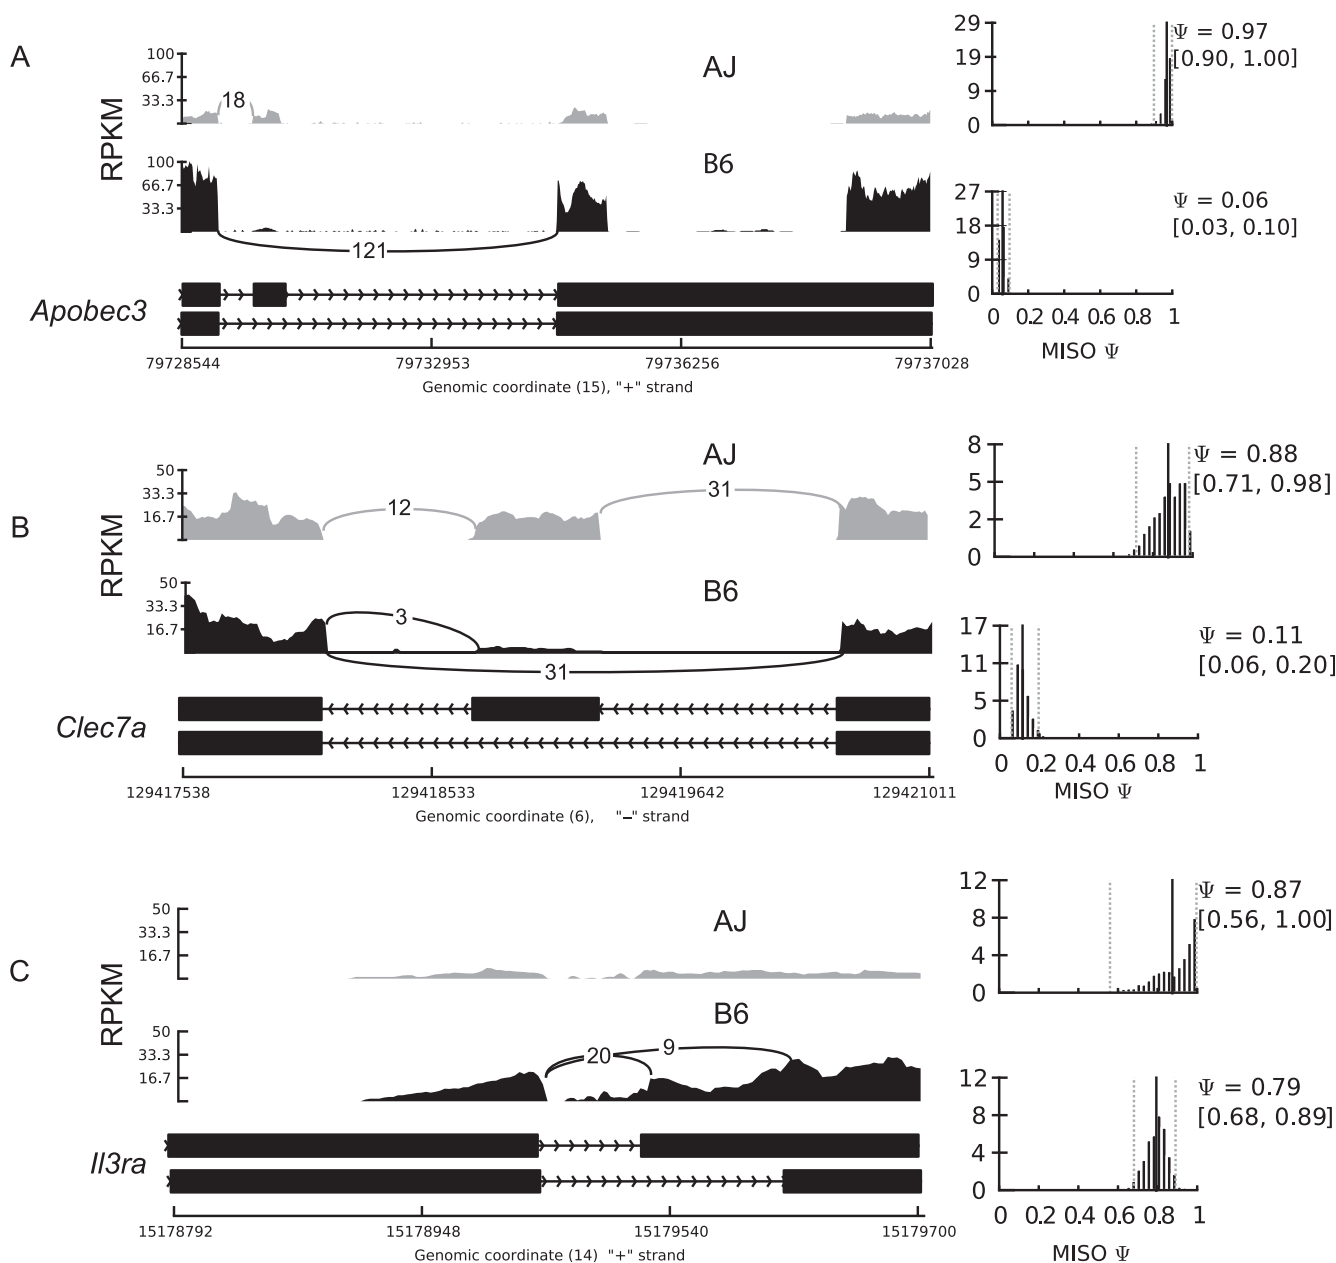 A
RPKM
100
66.7
33.3
18
AJ
29
19
9
0
Ψ = 0.97
[0.90, 1.00]
100
66.7
33.3
121
B6
27
18
9
0
Ψ = 0.06
[0.03, 0.10]
0 0.2 0.4 0.6 0.8 1
MISO Ψ
Apobec3
79728544 79732953 79736256 79737028
Genomic coordinate (15), "+" strand
B
RPKM
50
33.3
16.7
12
31
AJ
8
5
2
0
Ψ = 0.88
[0.71, 0.98]
50
33.3
16.7
3
31
B6
17
11
5
0
Ψ = 0.11
[0.06, 0.20]
0 0.2 0.4 0.6 0.8 1
MISO Ψ
Clec7a
129417538 129418533 129419642 129421011
Genomic coordinate (6), "−" strand
C
RPKM
50
33.3
16.7
AJ
12
8
4
0
Ψ = 0.87
[0.56, 1.00]
50
33.3
16.7
20
9
B6
12
8
4
0
Ψ = 0.79
[0.68, 0.89]
0 0.2 0.4 0.6 0.8 1
MISO Ψ
Il3ra
15178792 15178948 15179540 15179700
Genomic coordinate (14) "+" strand